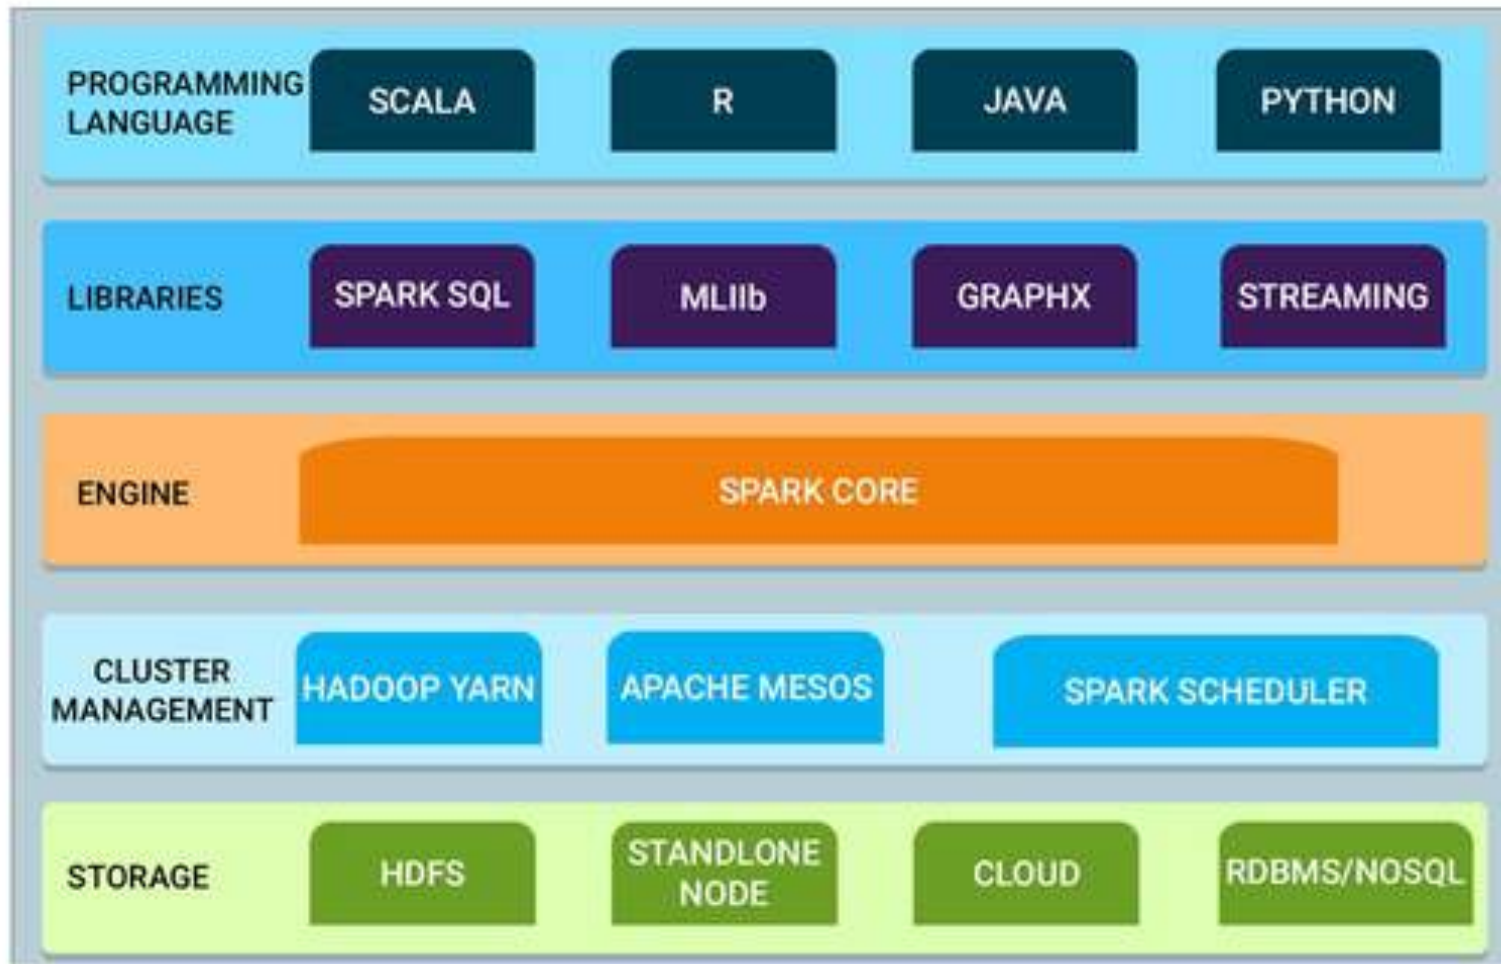 PROGRAMMING
LANGUAGE
SCALA
R
JAVA
PYTHON
LIBRARIES
SPARK SQL
MLIIb
GRAPHX
STREAMING
ENGINE
SPARK CORE
CLUSTER
MANAGEMENT
HADOOP YARN
APACHE MESOS
SPARK SCHEDULER
STORAGE
HDFS
STANDLONE
NODE
CLOUD
RDBMS/NOSQL